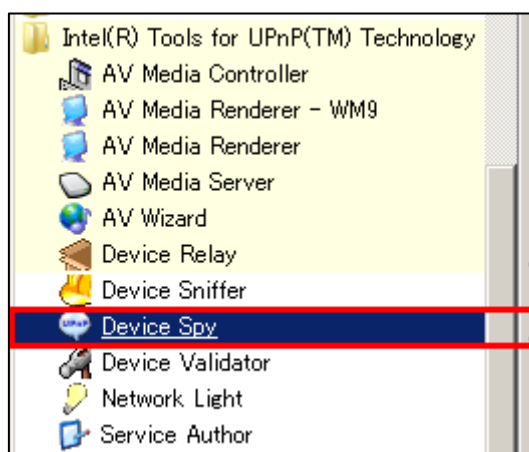 Intel(R) Tools for UPnP(TM) Technology
AV Media Controller
AV Media Renderer - WM9
AV Media Renderer
AV Media Server
AV Wizard
Device Relay
Device Sniffer
UPnP Device Spy
Device Validator
Network Light
Service Author